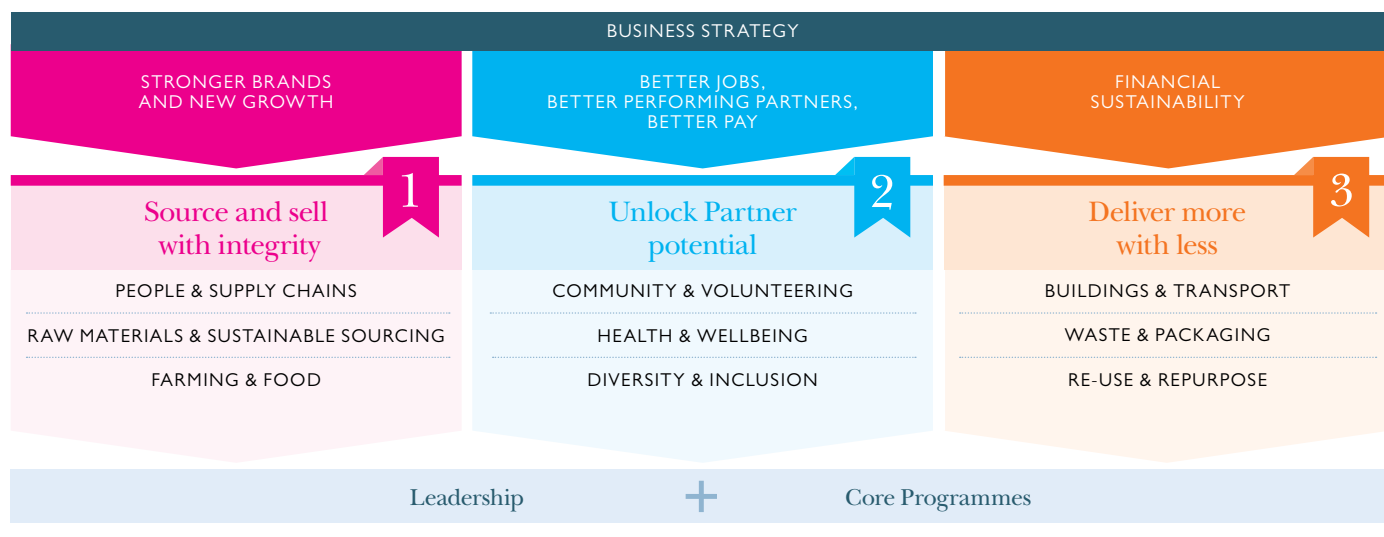 BUSINESS STRATEGY
STRONGER BRANDS
AND NEW GROWTH
1
Source and sell
with integrity
PEOPLE & SUPPLY CHAINS
RAW MATERIALS & SUSTAINABLE SOURCING
FARMING & FOOD
BETTER JOBS,
BETTER PERFORMING PARTNERS,
BETTER PAY
2
Unlock Partner
potential
COMMUNITY & VOLUNTEERING
HEALTH & WELLBEING
DIVERSITY & INCLUSION
FINANCIAL
SUSTAINABILITY
3
Deliver more
with less
BUILDINGS & TRANSPORT
WASTE & PACKAGING
RE-USE & REPURPOSE
Leadership + Core Programmes